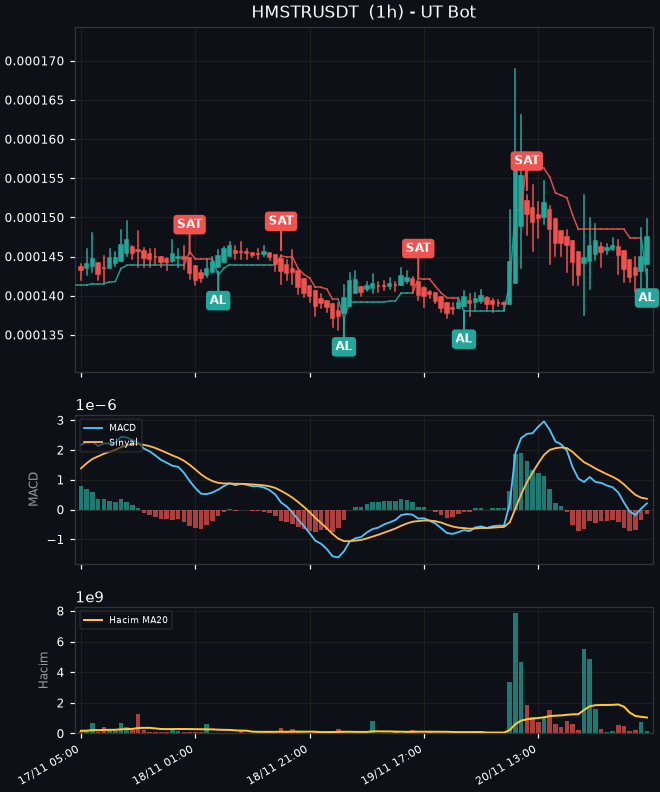 HMSTRUSDT (1h) - UT Bot
0.000170
0.000165
0.000160
0.000155
0.000150
0.000145
0.000140
0.000135
SAT
SAT
SAT
SAT
AL
AL
AL
AL
1e−6
MACD
Sinyal
3
2
1
0
−1
MACD
1e9
Hacim MA20
8
6
4
2
0
Hacim
17/11 05:00
18/11 01:00
18/11 21:00
19/11 17:00
20/11 13:00